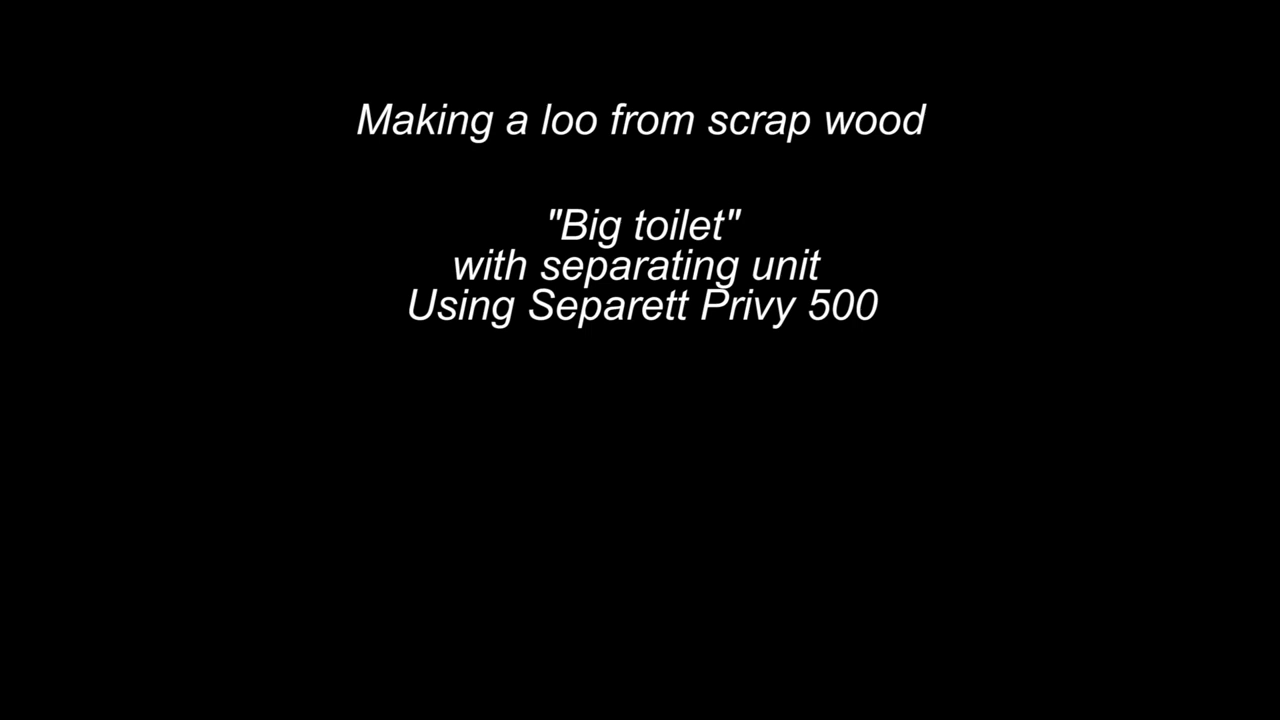 Making a loo from scrap wood
"Big toilet"
with separating unit
Using Separett Privy 500